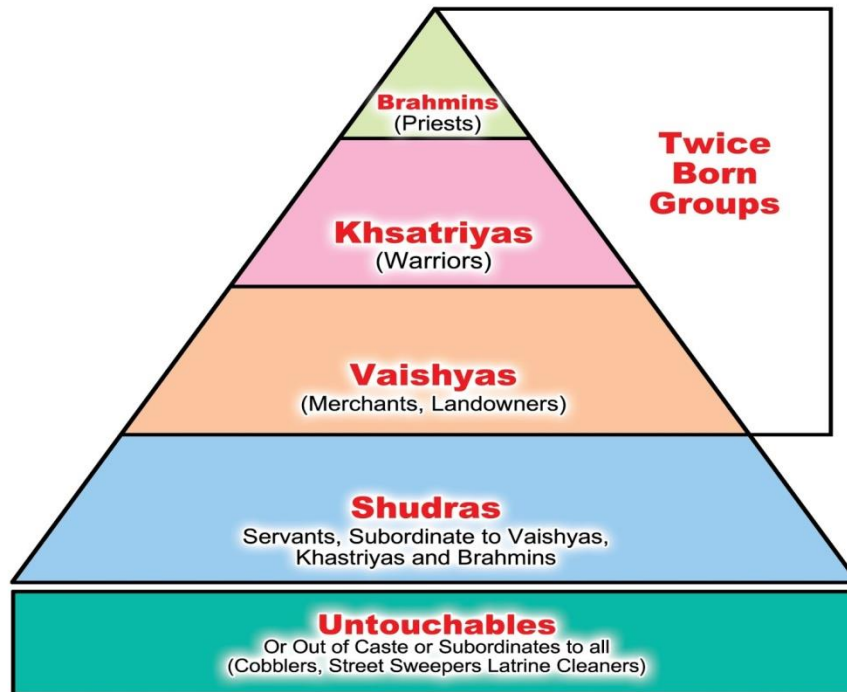 Brahmins
(Priests)
Twice
Born
Groups
Khsatriyas
(Warriors)
Vaishyas
(Merchants, Landowners)
Shudras
Servants, Subordinate to Vaishyas,
Khastriyas and Brahmins
Untouchables
Or Out of Caste or Subordinates to all
(Cobblers, Street Sweepers Latrine Cleaners)